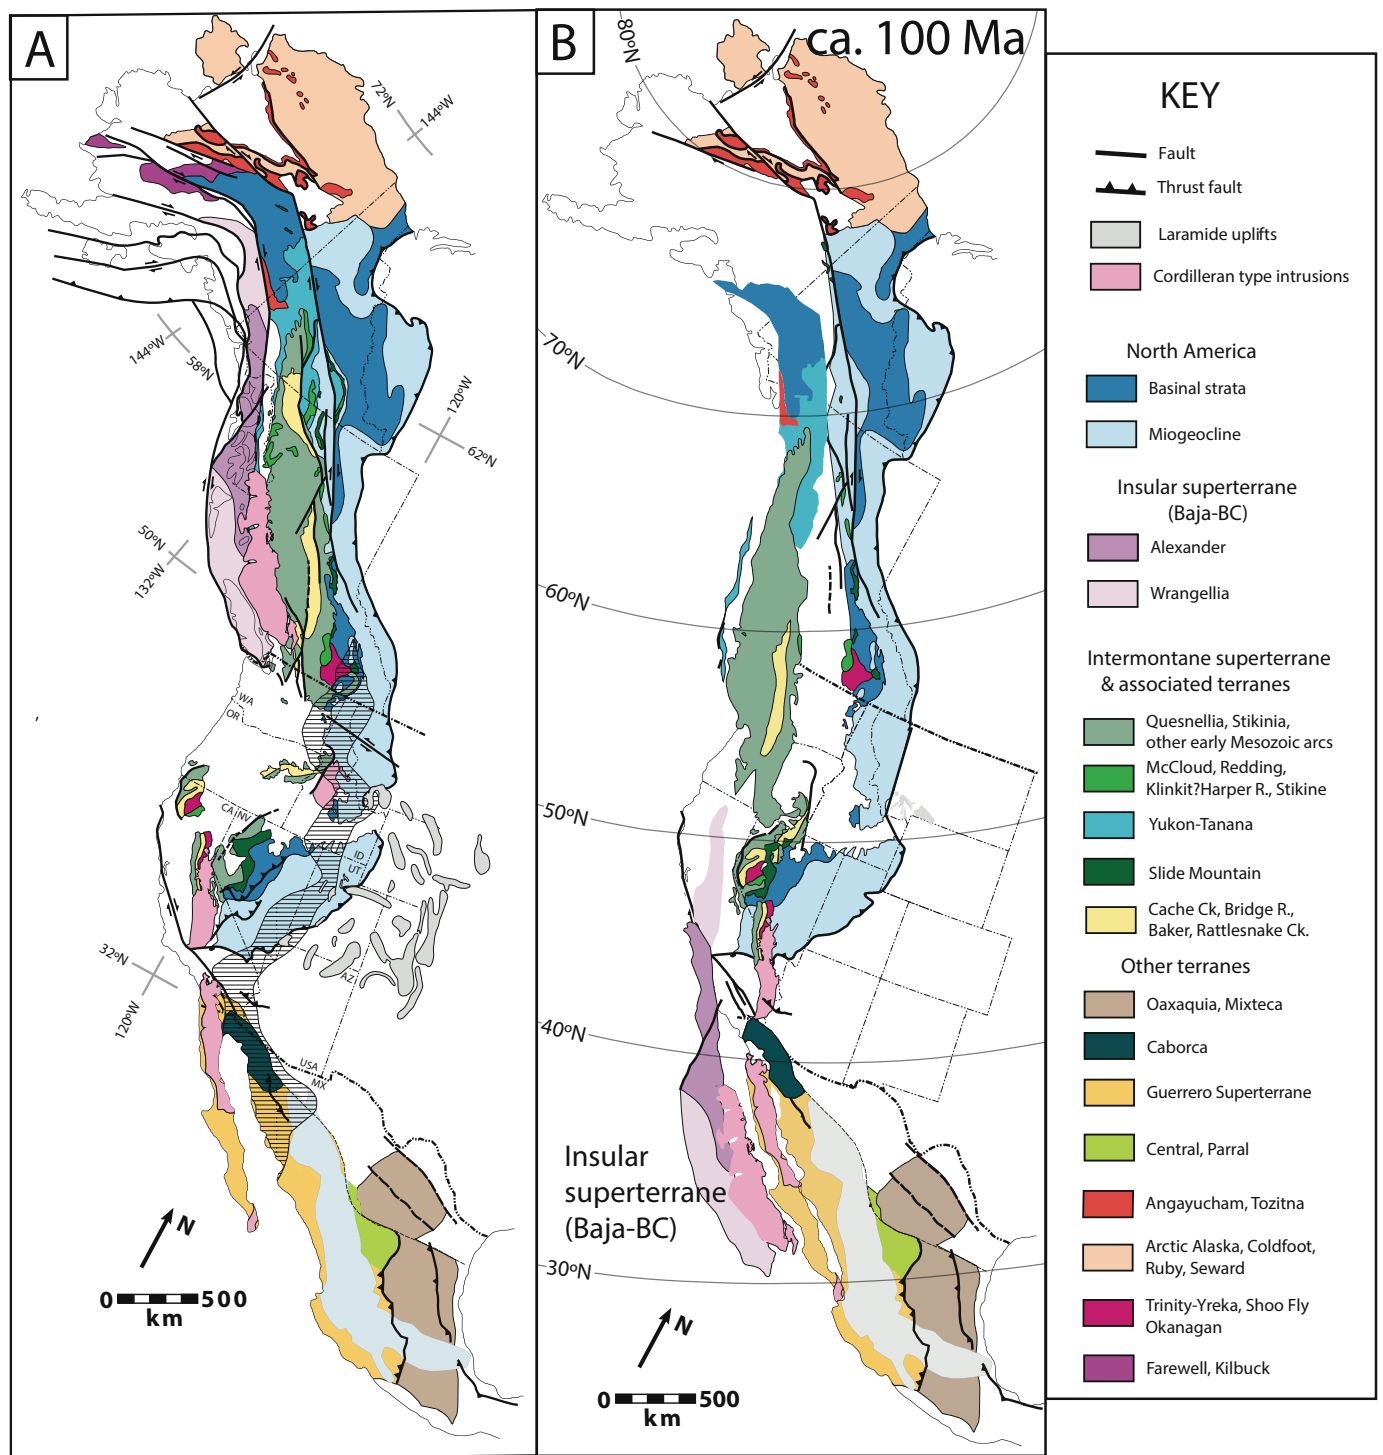 A
72ºN
144ºW
144ºW
58ºN
120ºW
62ºN
50ºN
132ºW
WA
OR
CA
NV
ID
UT
AZ
32ºN
120ºW
USA
MX
N
0 500
km
B
ca. 100 Ma
80ºN
70ºN
60ºN
50ºN
40ºN
30ºN
Insular
superterrane
(Baja-BC)
N
0 500
km
KEY
Fault
Thrust fault
Laramide uplifts
Cordilleran type intrusions
North America
Basinal strata
Miogeocline
Insular superterrane
(Baja-BC)
Alexander
Wrangellia
Intermontane superterrane
& associated terranes
Quesnellia, Stikinia,
other early Mesozoic arcs
McCloud, Redding,
Klinkit?Harper R., Stikine
Yukon-Tanana
Slide Mountain
Cache Ck, Bridge R.,
Baker, Rattlesnake Ck.
Other terranes
Oaxaquia, Mixteca
Caborca
Guerrero Superterrane
Central, Parral
Angayucham, Tozitna
Arctic Alaska, Coldfoot,
Ruby, Seward
Trinity-Yreka, Shoo Fly
Okanagan
Farewell, Kilbuck